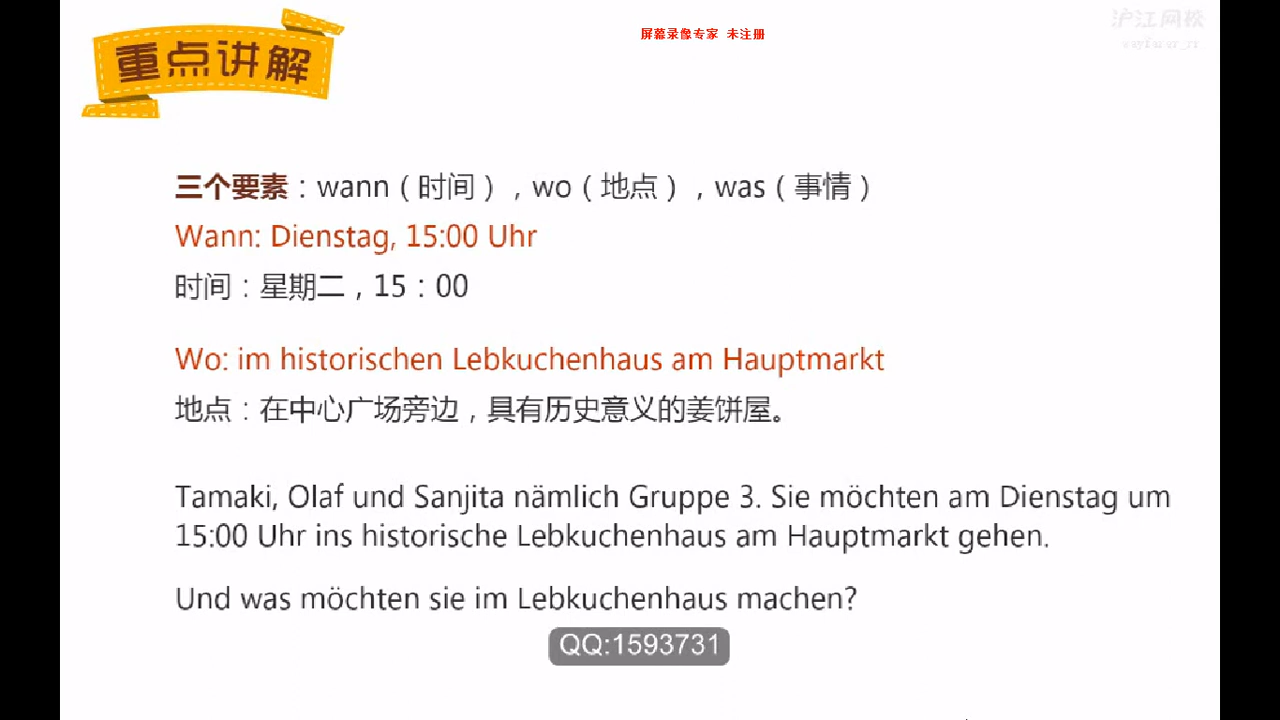 重点讲解
屏幕录像专家 未注册
沪江网校
三个要素：wann（时间），wo（地点），was（事情）
Wann: Dienstag, 15:00 Uhr
时间：星期二，15：00
Wo: im historischen Lebkuchenhaus am Hauptmarkt
地点：在中心广场旁边，具有历史意义的姜饼屋。
Tamaki, Olaf und Sanjita nämlich Gruppe 3. Sie möchten am Dienstag um
15:00 Uhr ins historische Lebkuchenhaus am Hauptmarkt gehen.
Und was möchten sie im Lebkuchenhaus machen?
QQ:1593731